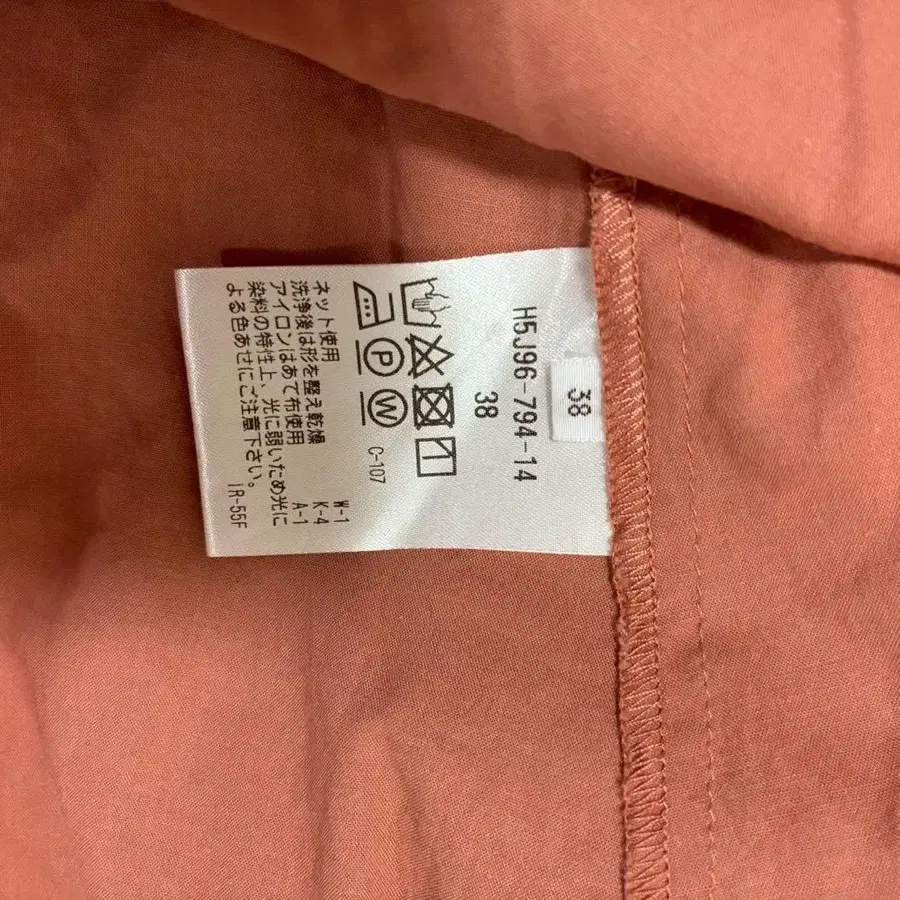 38
H5J96-794-14
38
C-107
ネット使用
洗浄後は形を整え乾燥
アイロンはあて布使用
染料の特性上、光に弱いため光に
よる色あせにご注意下さい。
W-1
K-4
A-1
IR-55F